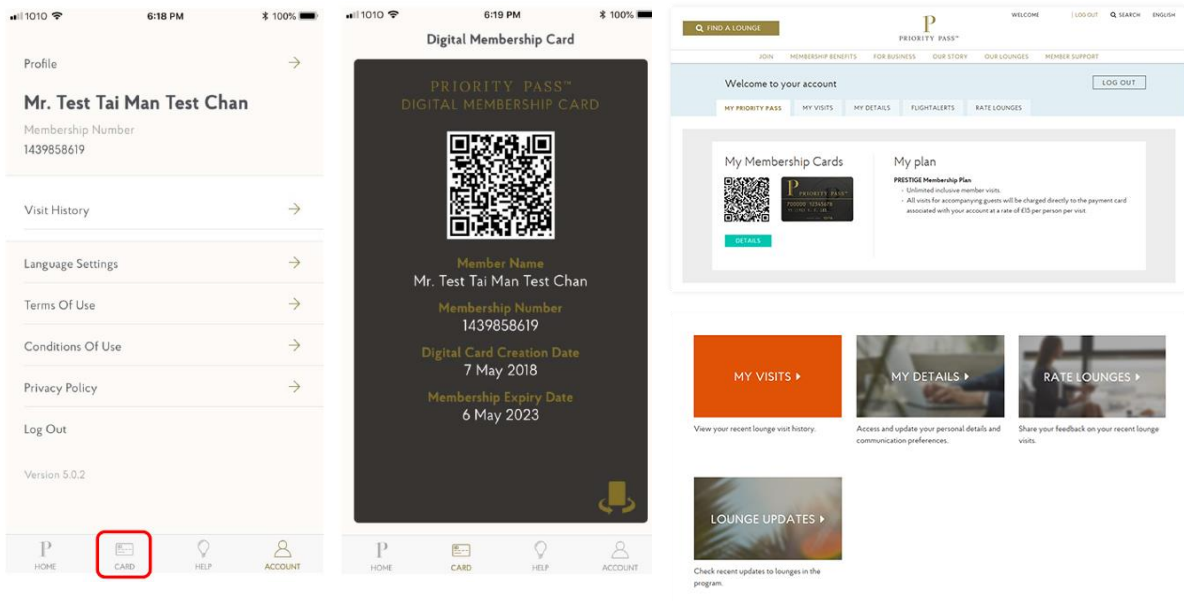 1010
6:18 PM
100%
Profile
Mr. Test Tai Man Test Chan
Membership Number
1439858619
Visit History
Language Settings
Terms Of Use
Conditions Of Use
Privacy Policy
Log Out
Version 5.0.2
P
HOME
CARD
HELP
ACCOUNT
1010
6:19 PM
100%
Digital Membership Card
PRIORITY PASS™
DIGITAL MEMBERSHIP CARD
Member Name
Mr. Test Tai Man Test Chan
Membership Number
1439858619
Digital Card Creation Date
7 May 2018
Membership Expiry Date
6 May 2023
P
HOME
CARD
HELP
ACCOUNT
FIND A LOUNGE
P
PRIORITY PASS™
WELCOME | LOG OUT SEARCH ENGLISH
JOIN MEMBERSHIP BENEFITS FOR BUSINESS OUR STORY OUR LOUNGES MEMBER SUPPORT
Welcome to your account
LOG OUT
MY PRIORITY PASS MY VISITS MY DETAILS FLIGHTALERTS RATE LOUNGES
My Membership Cards
P PRIORITY PASS™
DETAILS
My plan
PRESTIGE Membership Plan
- Unlimited inclusive member visits.
- All visits for accompanying guests will be charged directly to the payment card
associated with your account at a rate of £15 per person per visit.
MY VISITS
View your recent lounge visit history.
MY DETAILS
Access and update your personal details and
communication preferences.
RATE LOUNGES
Share your feedback on your recent lounge
visits.
LOUNGE UPDATES
Check recent updates to lounges in the
program.